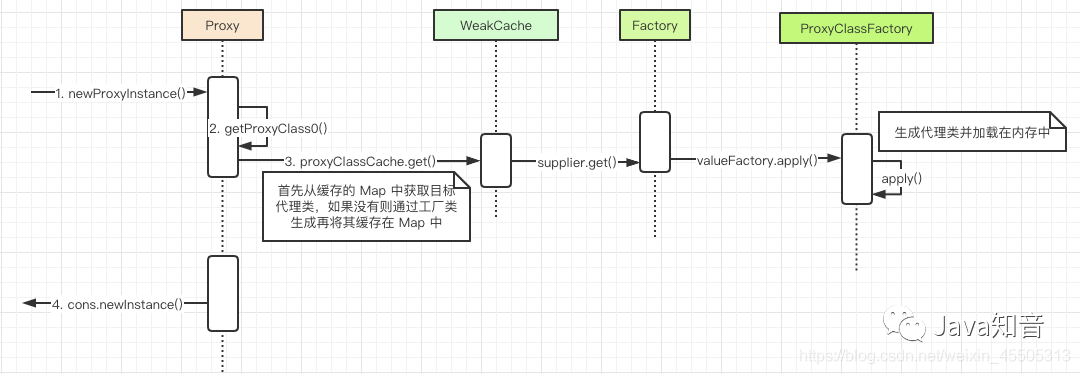 Proxy
WeakCache
Factory
ProxyClassFactory
1. newProxyInstance()
2. getProxyClass0()
3. proxyClassCache.get()
supplier.get()
valueFactory.apply()
生成代理类并加载在内存中
apply()
首先从缓存的 Map 中获取目标
代理类，如果没有则通过工厂类
生成再将其缓存在 Map 中
4. cons.newInstance()
Java知音
https://blog.csdn.net/weixin_45505313